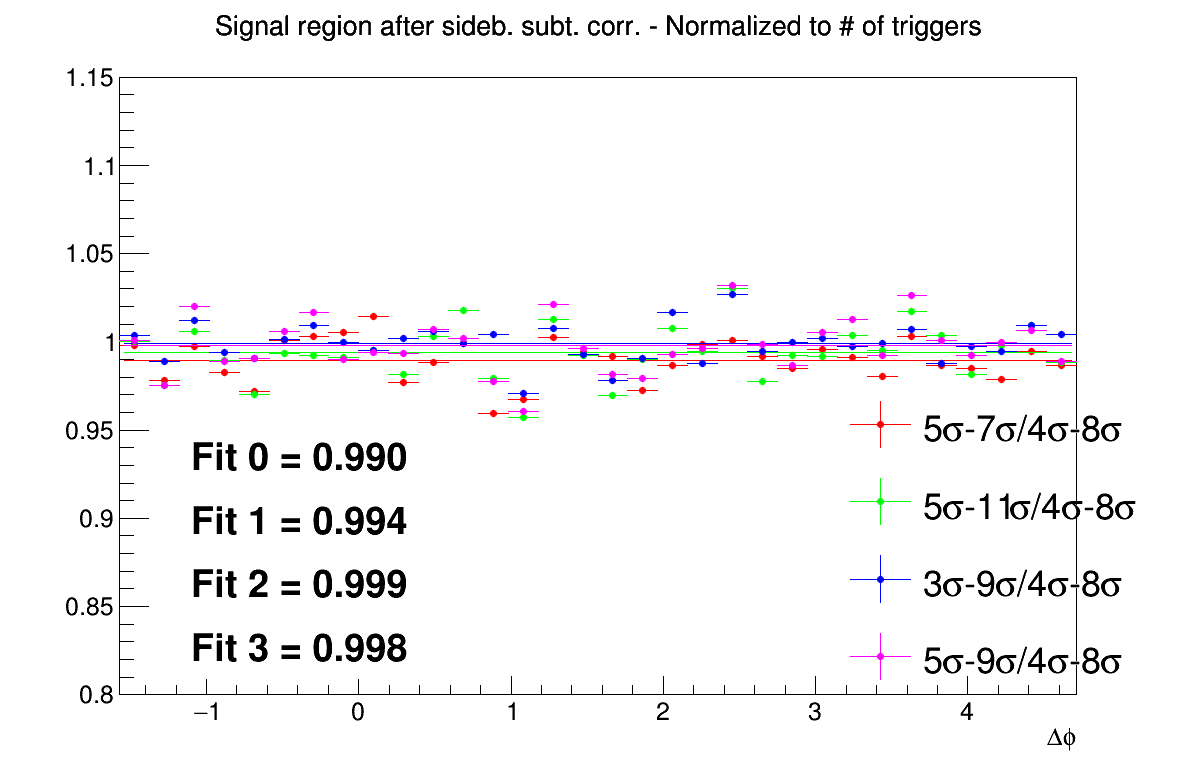 Signal region after sideb. subt. corr. - Normalized to # of triggers
1.15
1.1
1.05
1
0.95
0.9
0.85
0.8
Fit 0 = 0.990
Fit 1 = 0.994
Fit 2 = 0.999
Fit 3 = 0.998
5σ-7σ/4σ-8σ
5σ-11σ/4σ-8σ
3σ-9σ/4σ-8σ
5σ-9σ/4σ-8σ
−1 0 1 2 3 4
Δϕ